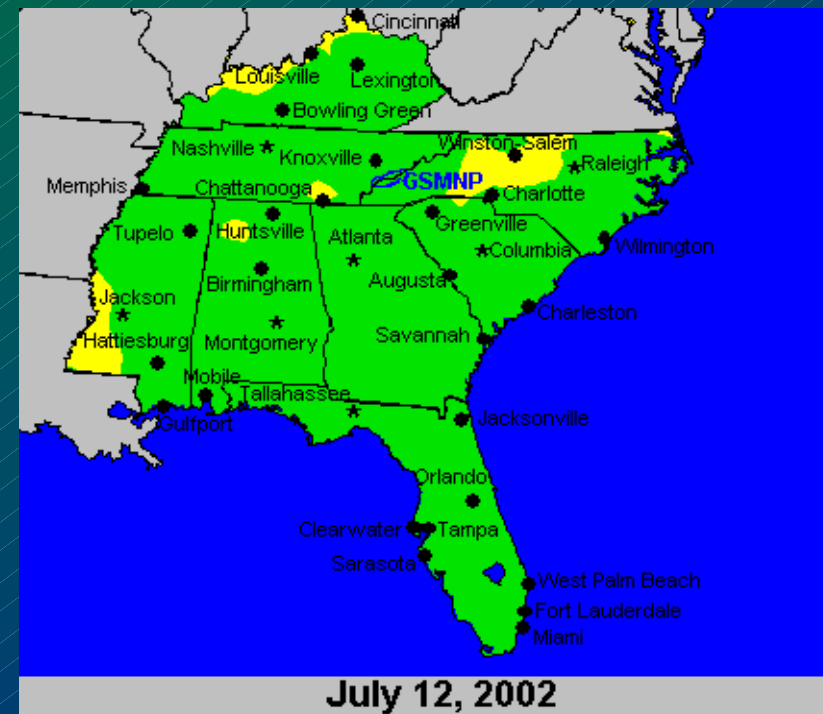 Cincinnati
Louisville
Lexington
Bowling Green
Nashville
Knoxville
Winston-Salem
Raleigh
GSMNP
Memphis
Chattanooga
Charlotte
Tupelo
Huntsville
Greenville
Atlanta
Columbia
Wilmington
Birmingham
Augusta
Jackson
Charleston
Hattiesburg
Montgomery
Savannah
Mobile
Tallahassee
Gulfport
Jacksonville
Orlando
Clearwater
Tampa
Sarasota
West Palm Beach
Fort Lauderdale
Miami
July 12, 2002